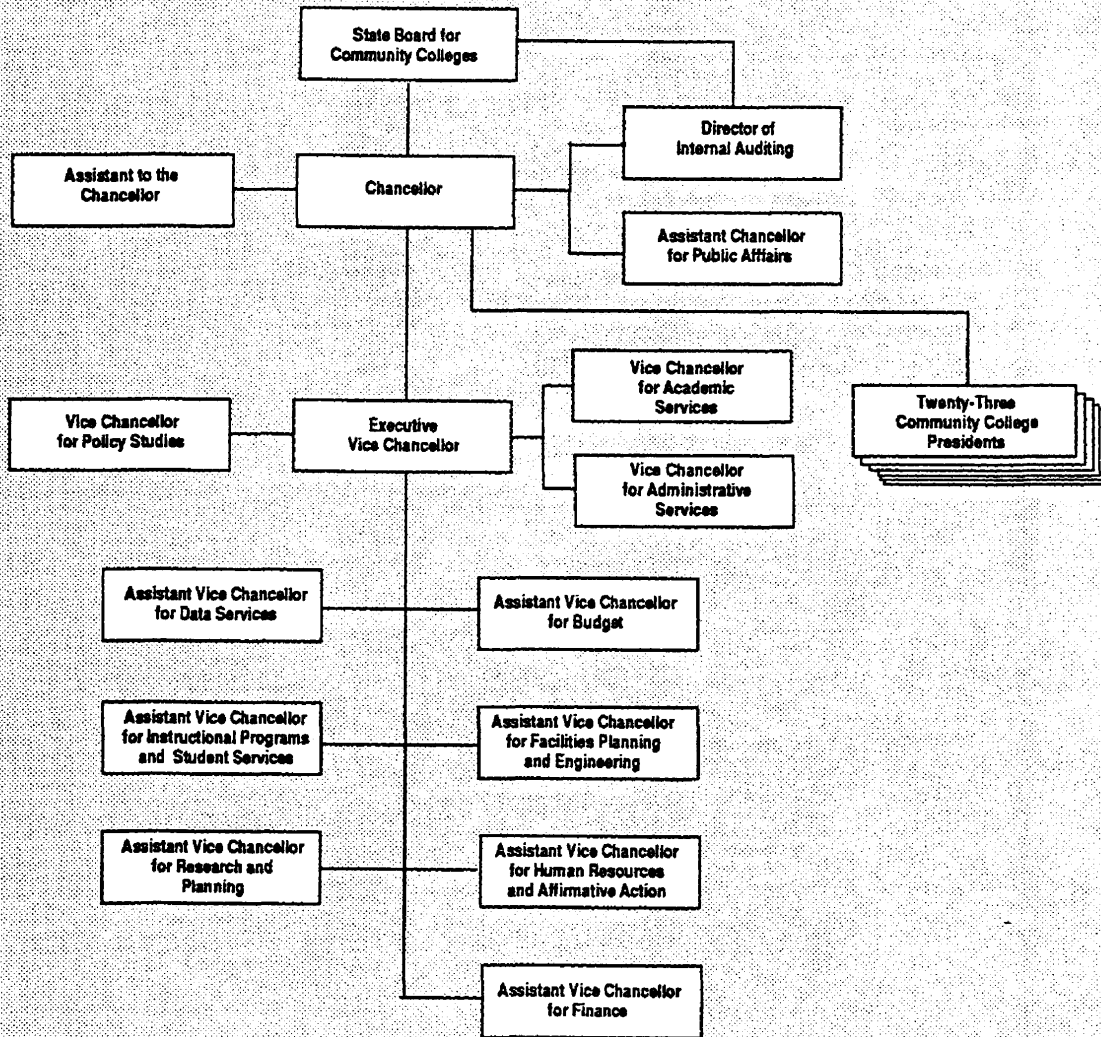 State Board for
Community Colleges
Director of
Internal Auditing
Assistant to the
Chancellor
Chancellor
Assistant Chancellor
for Public Affairs
Vice Chancellor
for Academic
Services
Vice Chancellor
for Policy Studies
Executive
Vice Chancellor
Twenty-Three
Community College
Presidents
Vice Chancellor
for Administrative
Services
Assistant Vice Chancellor
for Data Services
Assistant Vice Chancellor
for Budget
Assistant Vice Chancellor
for Instructional Programs
and Student Services
Assistant Vice Chancellor
for Facilities Planning
and Engineering
Assistant Vice Chancellor
for Research and
Planning
Assistant Vice Chancellor
for Human Resources
and Affirmative Action
Assistant Vice Chancellor
for Finance